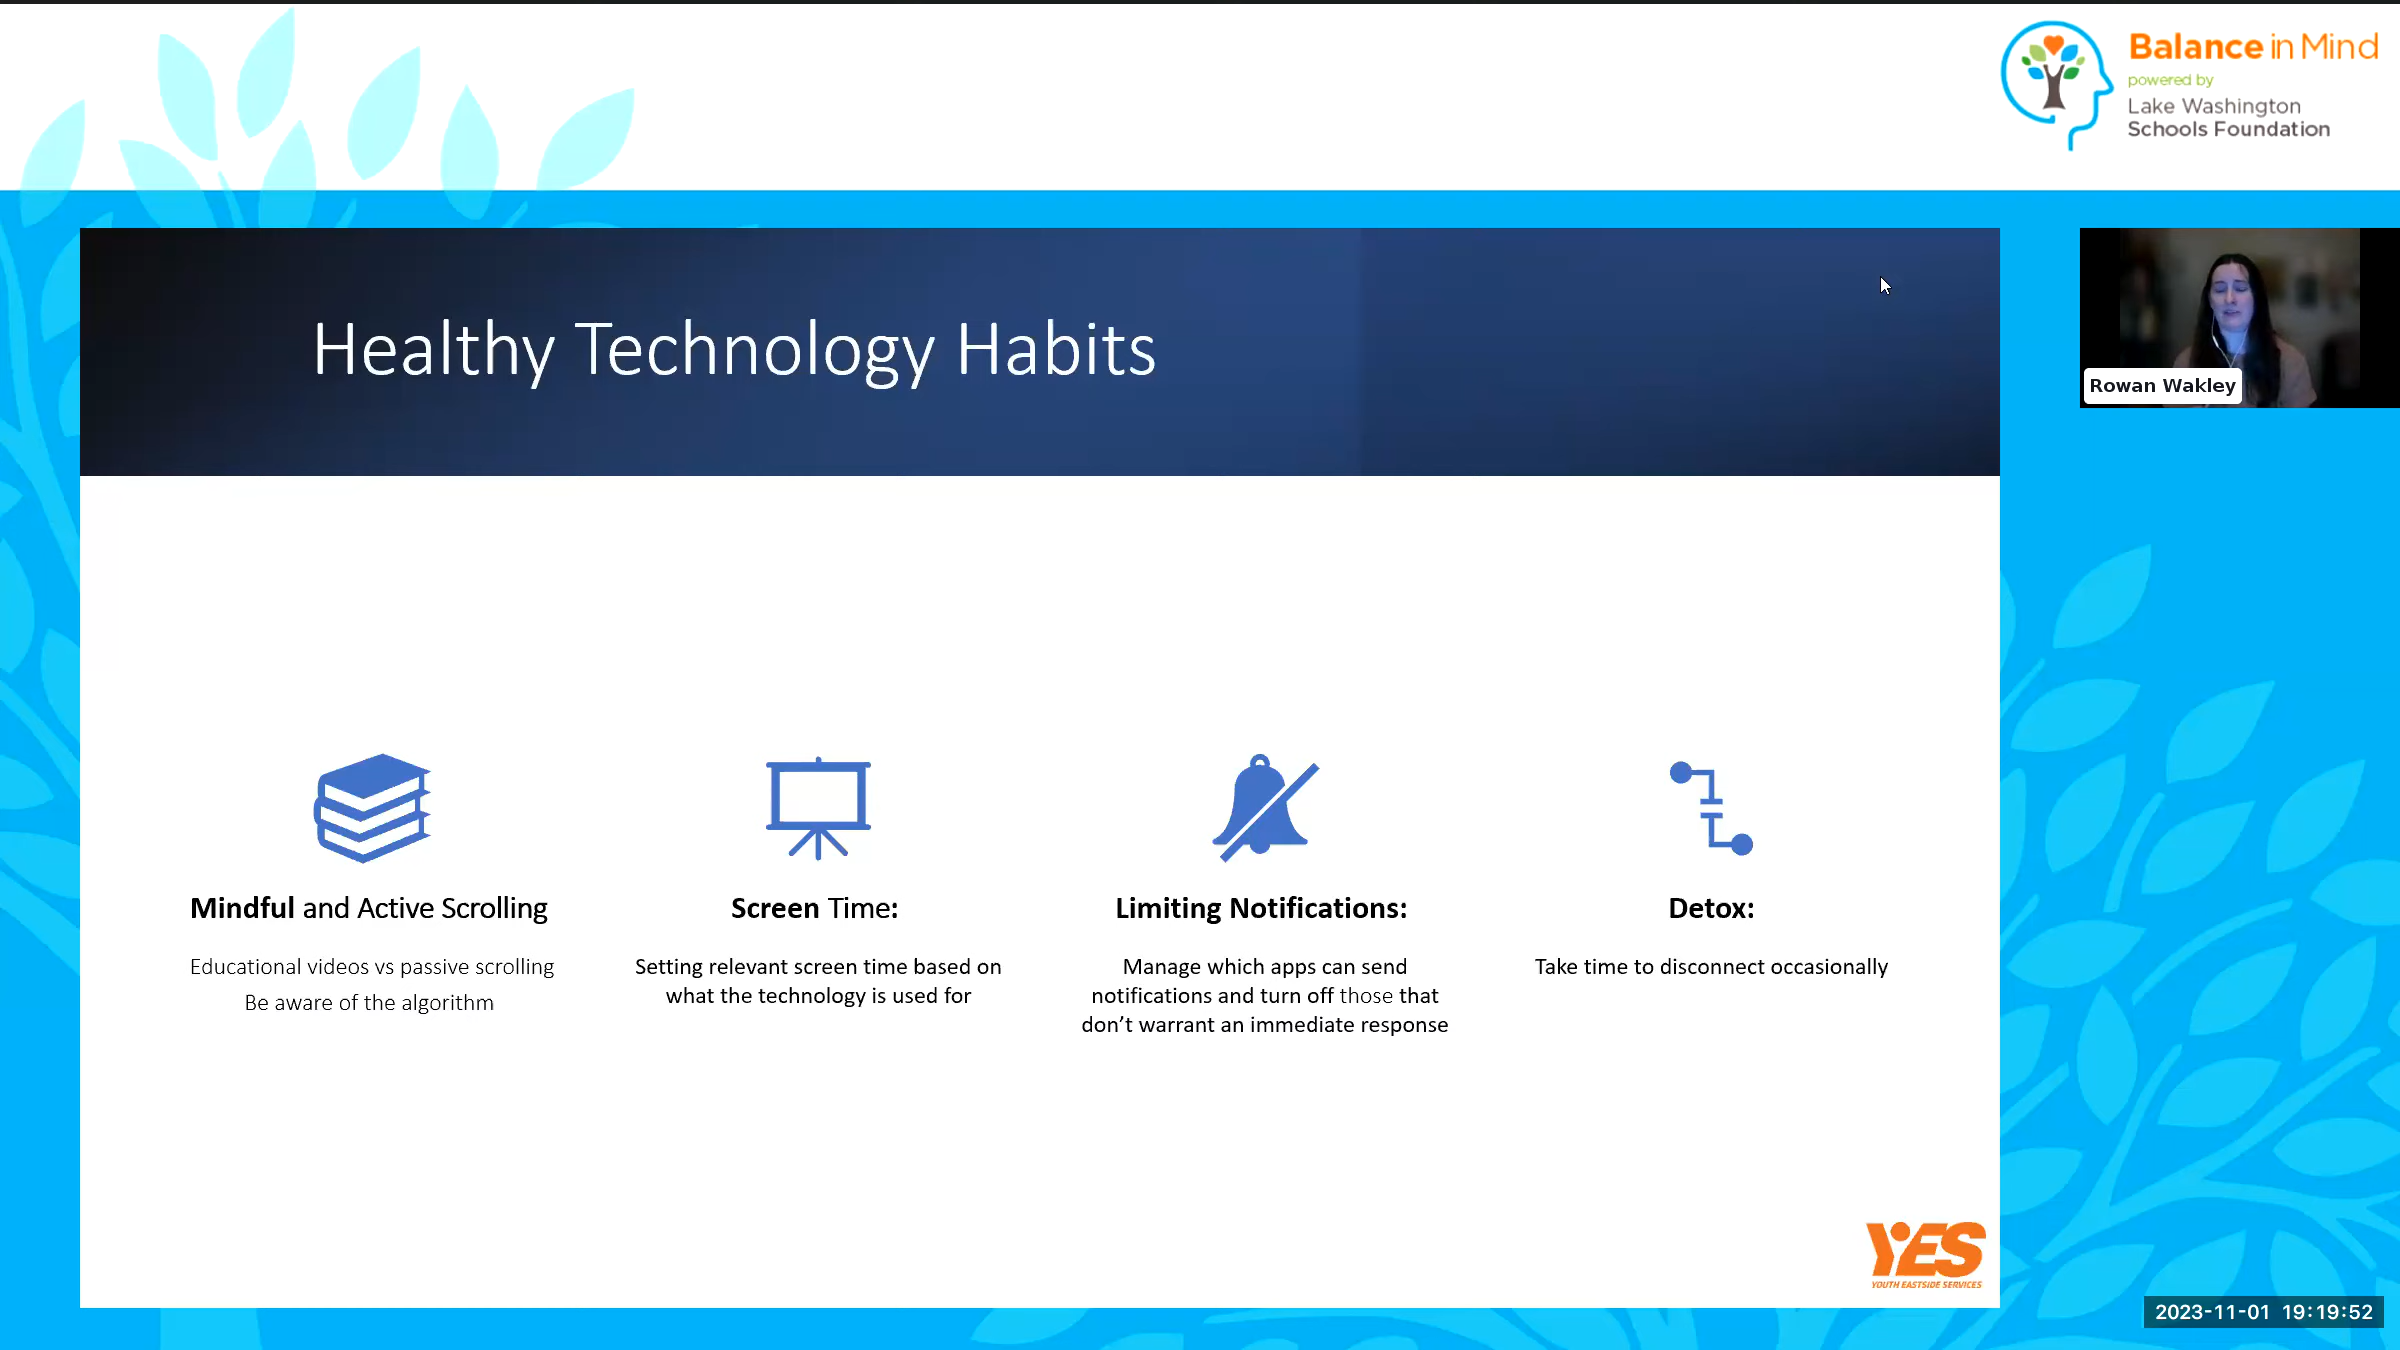 Balance in Mind
powered by
Lake Washington
Schools Foundation
Healthy Technology Habits
Rowan Wakley
Mindful and Active Scrolling
Educational videos vs passive scrolling
Be aware of the algorithm
Screen Time:
Setting relevant screen time based on
what the technology is used for
Limiting Notifications:
Manage which apps can send
notifications and turn off those that
don’t warrant an immediate response
Detox:
Take time to disconnect occasionally
YES
YOUTH EASTSIDE SERVICES
2023-11-01 19:19:52